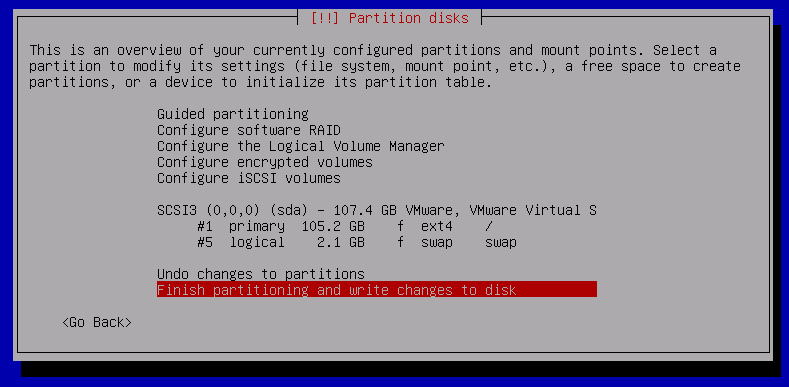 [!!] Partition disks
This is an overview of your currently configured partitions and mount points. Select a
partition to modify its settings (file system, mount point, etc.), a free space to create
partitions, or a device to initialize its partition table.
Guided partitioning
Configure software RAID
Configure the Logical Volume Manager
Configure encrypted volumes
Configure iSCSI volumes
SCSI3 (0,0,0) (sda) - 107.4 GB VMware, VMware Virtual S
#1 primary 105.2 GB f ext4 /
#5 logical 2.1 GB f swap swap
Undo changes to partitions
Finish partitioning and write changes to disk
<Go Back>